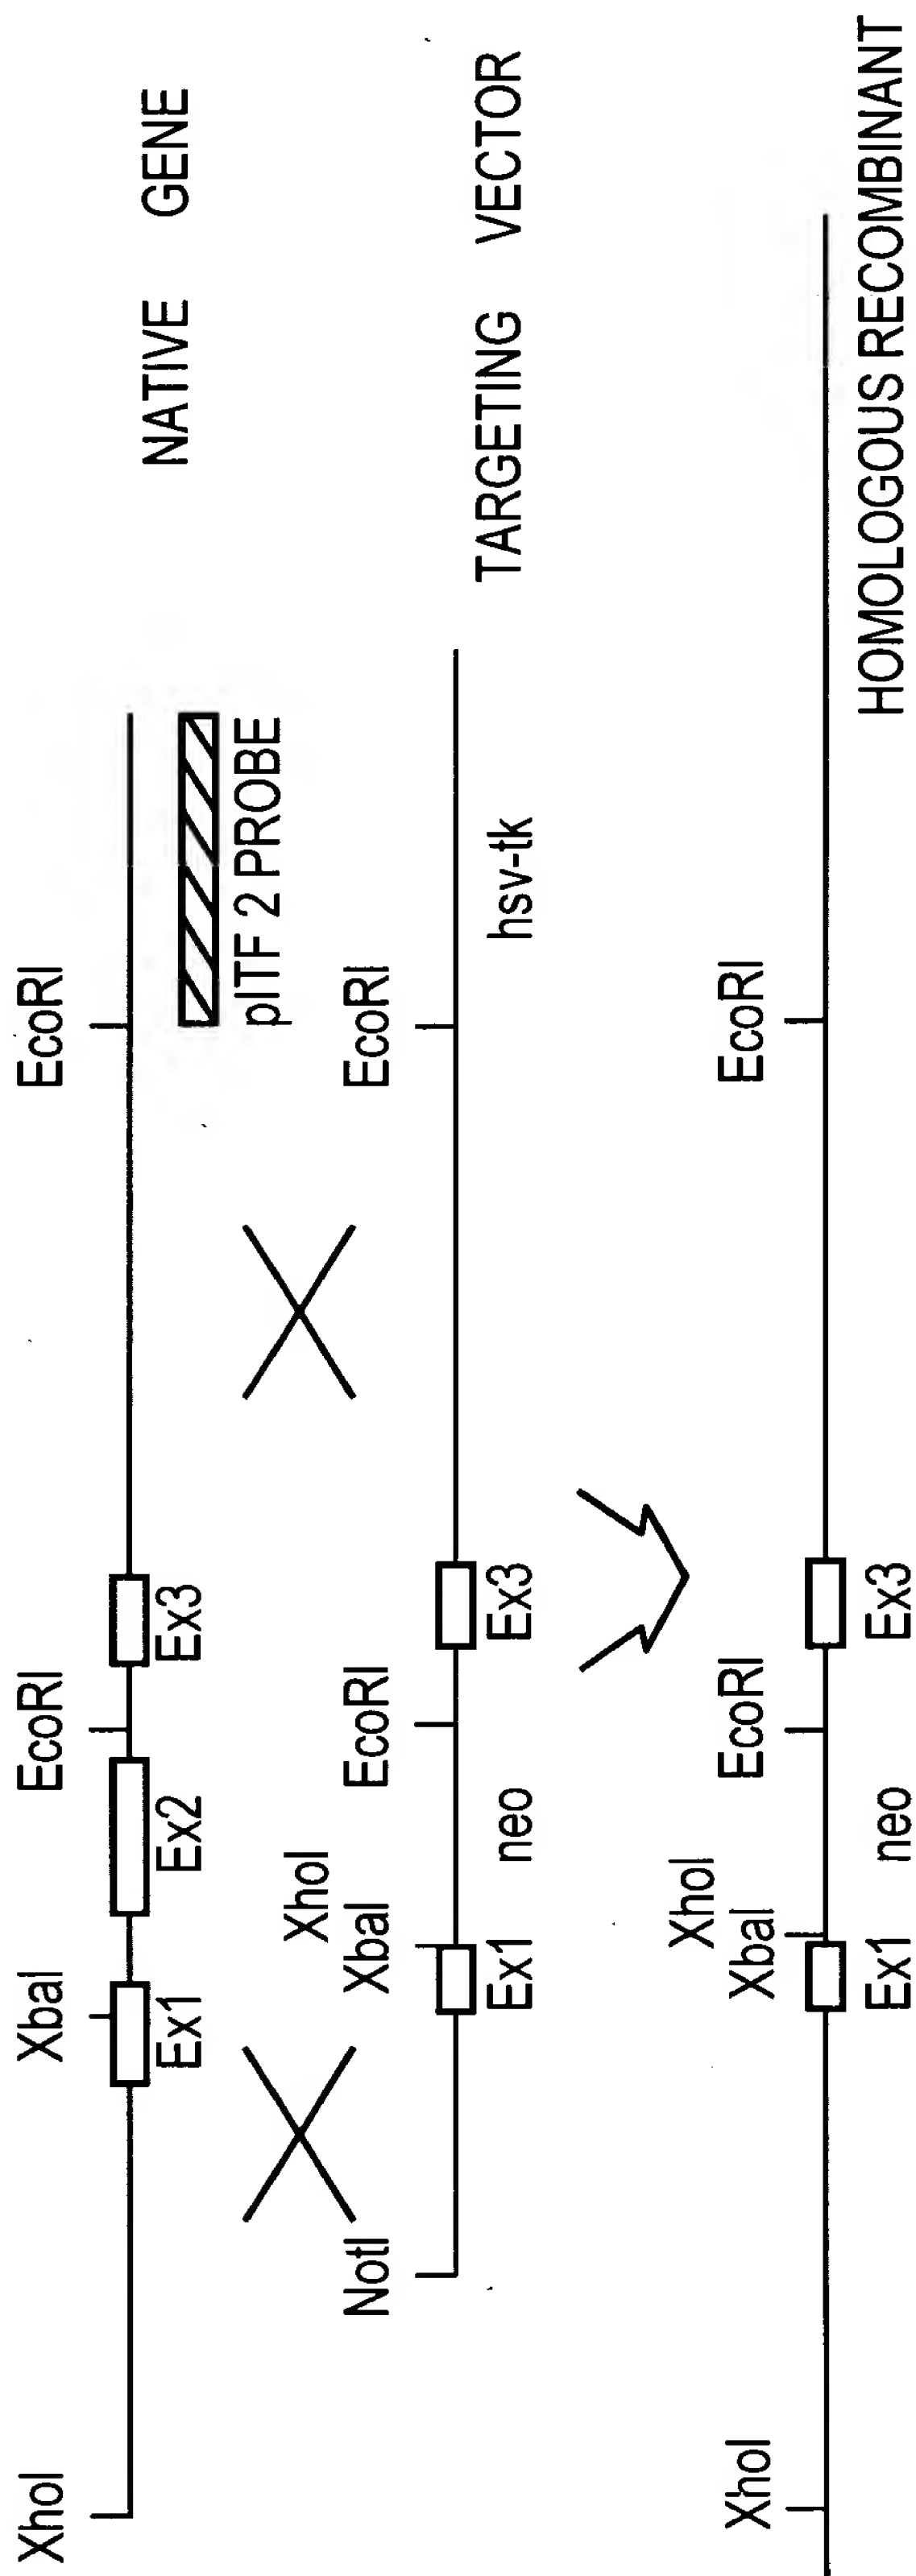 XhoI XbaI EcoRI EcoRI
Ex1 Ex2 Ex3
NATIVE GENE
pITF 2 PROBE
XhoI
NotI XbaI EcoRI EcoRI
Ex1 neo Ex3 hsv-tk
TARGETING VECTOR
XhoI
XhoI XbaI EcoRI EcoRI
Ex1 neo Ex3
HOMOLOGOUS RECOMBINANT